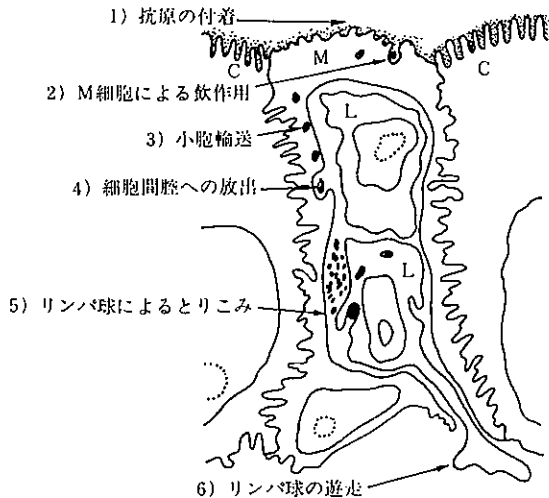 1) 抗原の付着
C
M
C
2) M細胞による飲作用
L
3) 小胞輸送
4) 細胞間腔への放出
L
5) リンパ球によるとりこみ
6) リンパ球の遊走